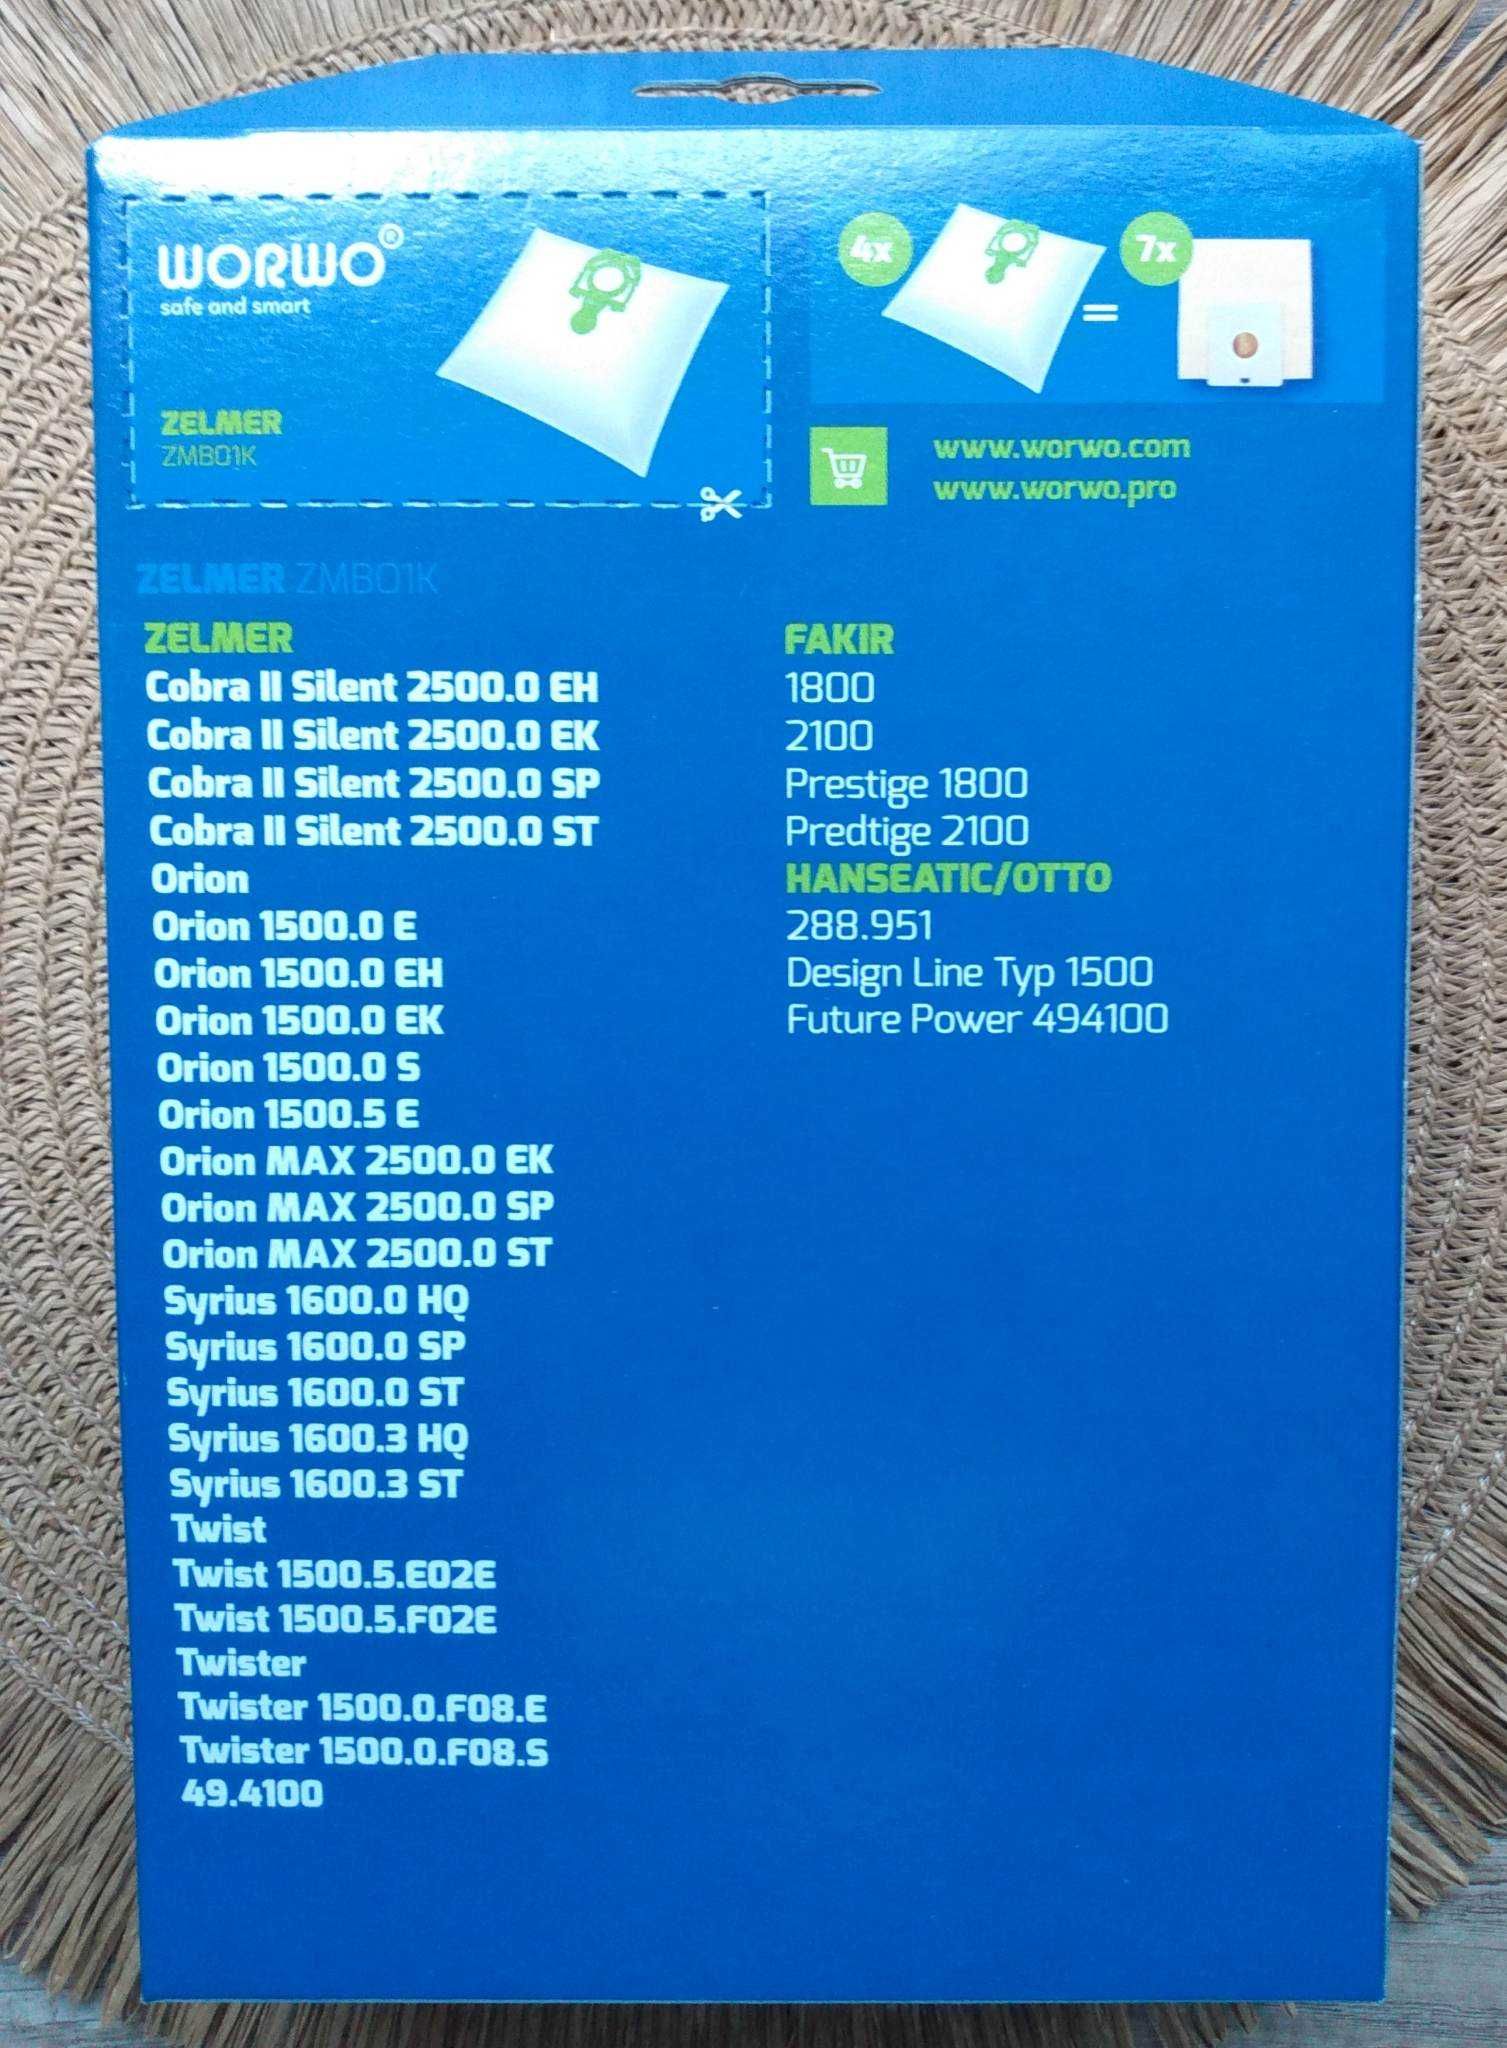 WORWO®
safe and smart
ZELMER
ZMB01K
4x
=
7x
www.worwo.com
www.worwo.pro
ZELMER ZMB01K
ZELMER
Cobra II Silent 2500.0 EH
Cobra II Silent 2500.0 EK
Cobra II Silent 2500.0 SP
Cobra II Silent 2500.0 ST
Orion
Orion 1500.0 E
Orion 1500.0 EH
Orion 1500.0 EK
Orion 1500.0 S
Orion 1500.5 E
Orion MAX 2500.0 EK
Orion MAX 2500.0 SP
Orion MAX 2500.0 ST
Syrius 1600.0 HQ
Syrius 1600.0 SP
Syrius 1600.0 ST
Syrius 1600.3 HQ
Syrius 1600.3 ST
Twist
Twist 1500.5.E02E
Twist 1500.5.F02E
Twister
Twister 1500.0.F08.E
Twister 1500.0.F08.S
49.4100
FAKIR
1800
2100
Prestige 1800
Predtige 2100
HANSEATIC/OTTO
288.951
Design Line Typ 1500
Future Power 494100